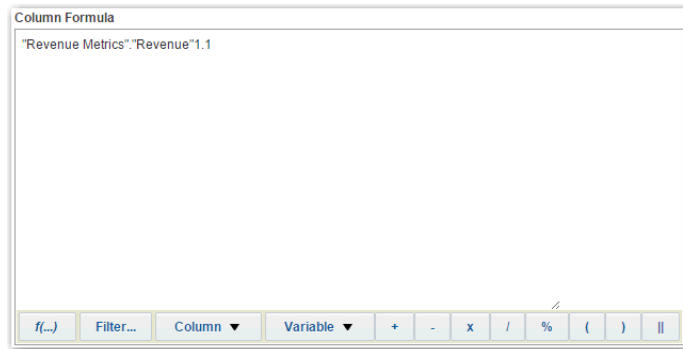 Column Formula
"Revenue Metrics"."Revenue"1.1
f(...) Filter... Column ▼ Variable ▼ + - x / % ( ) ||